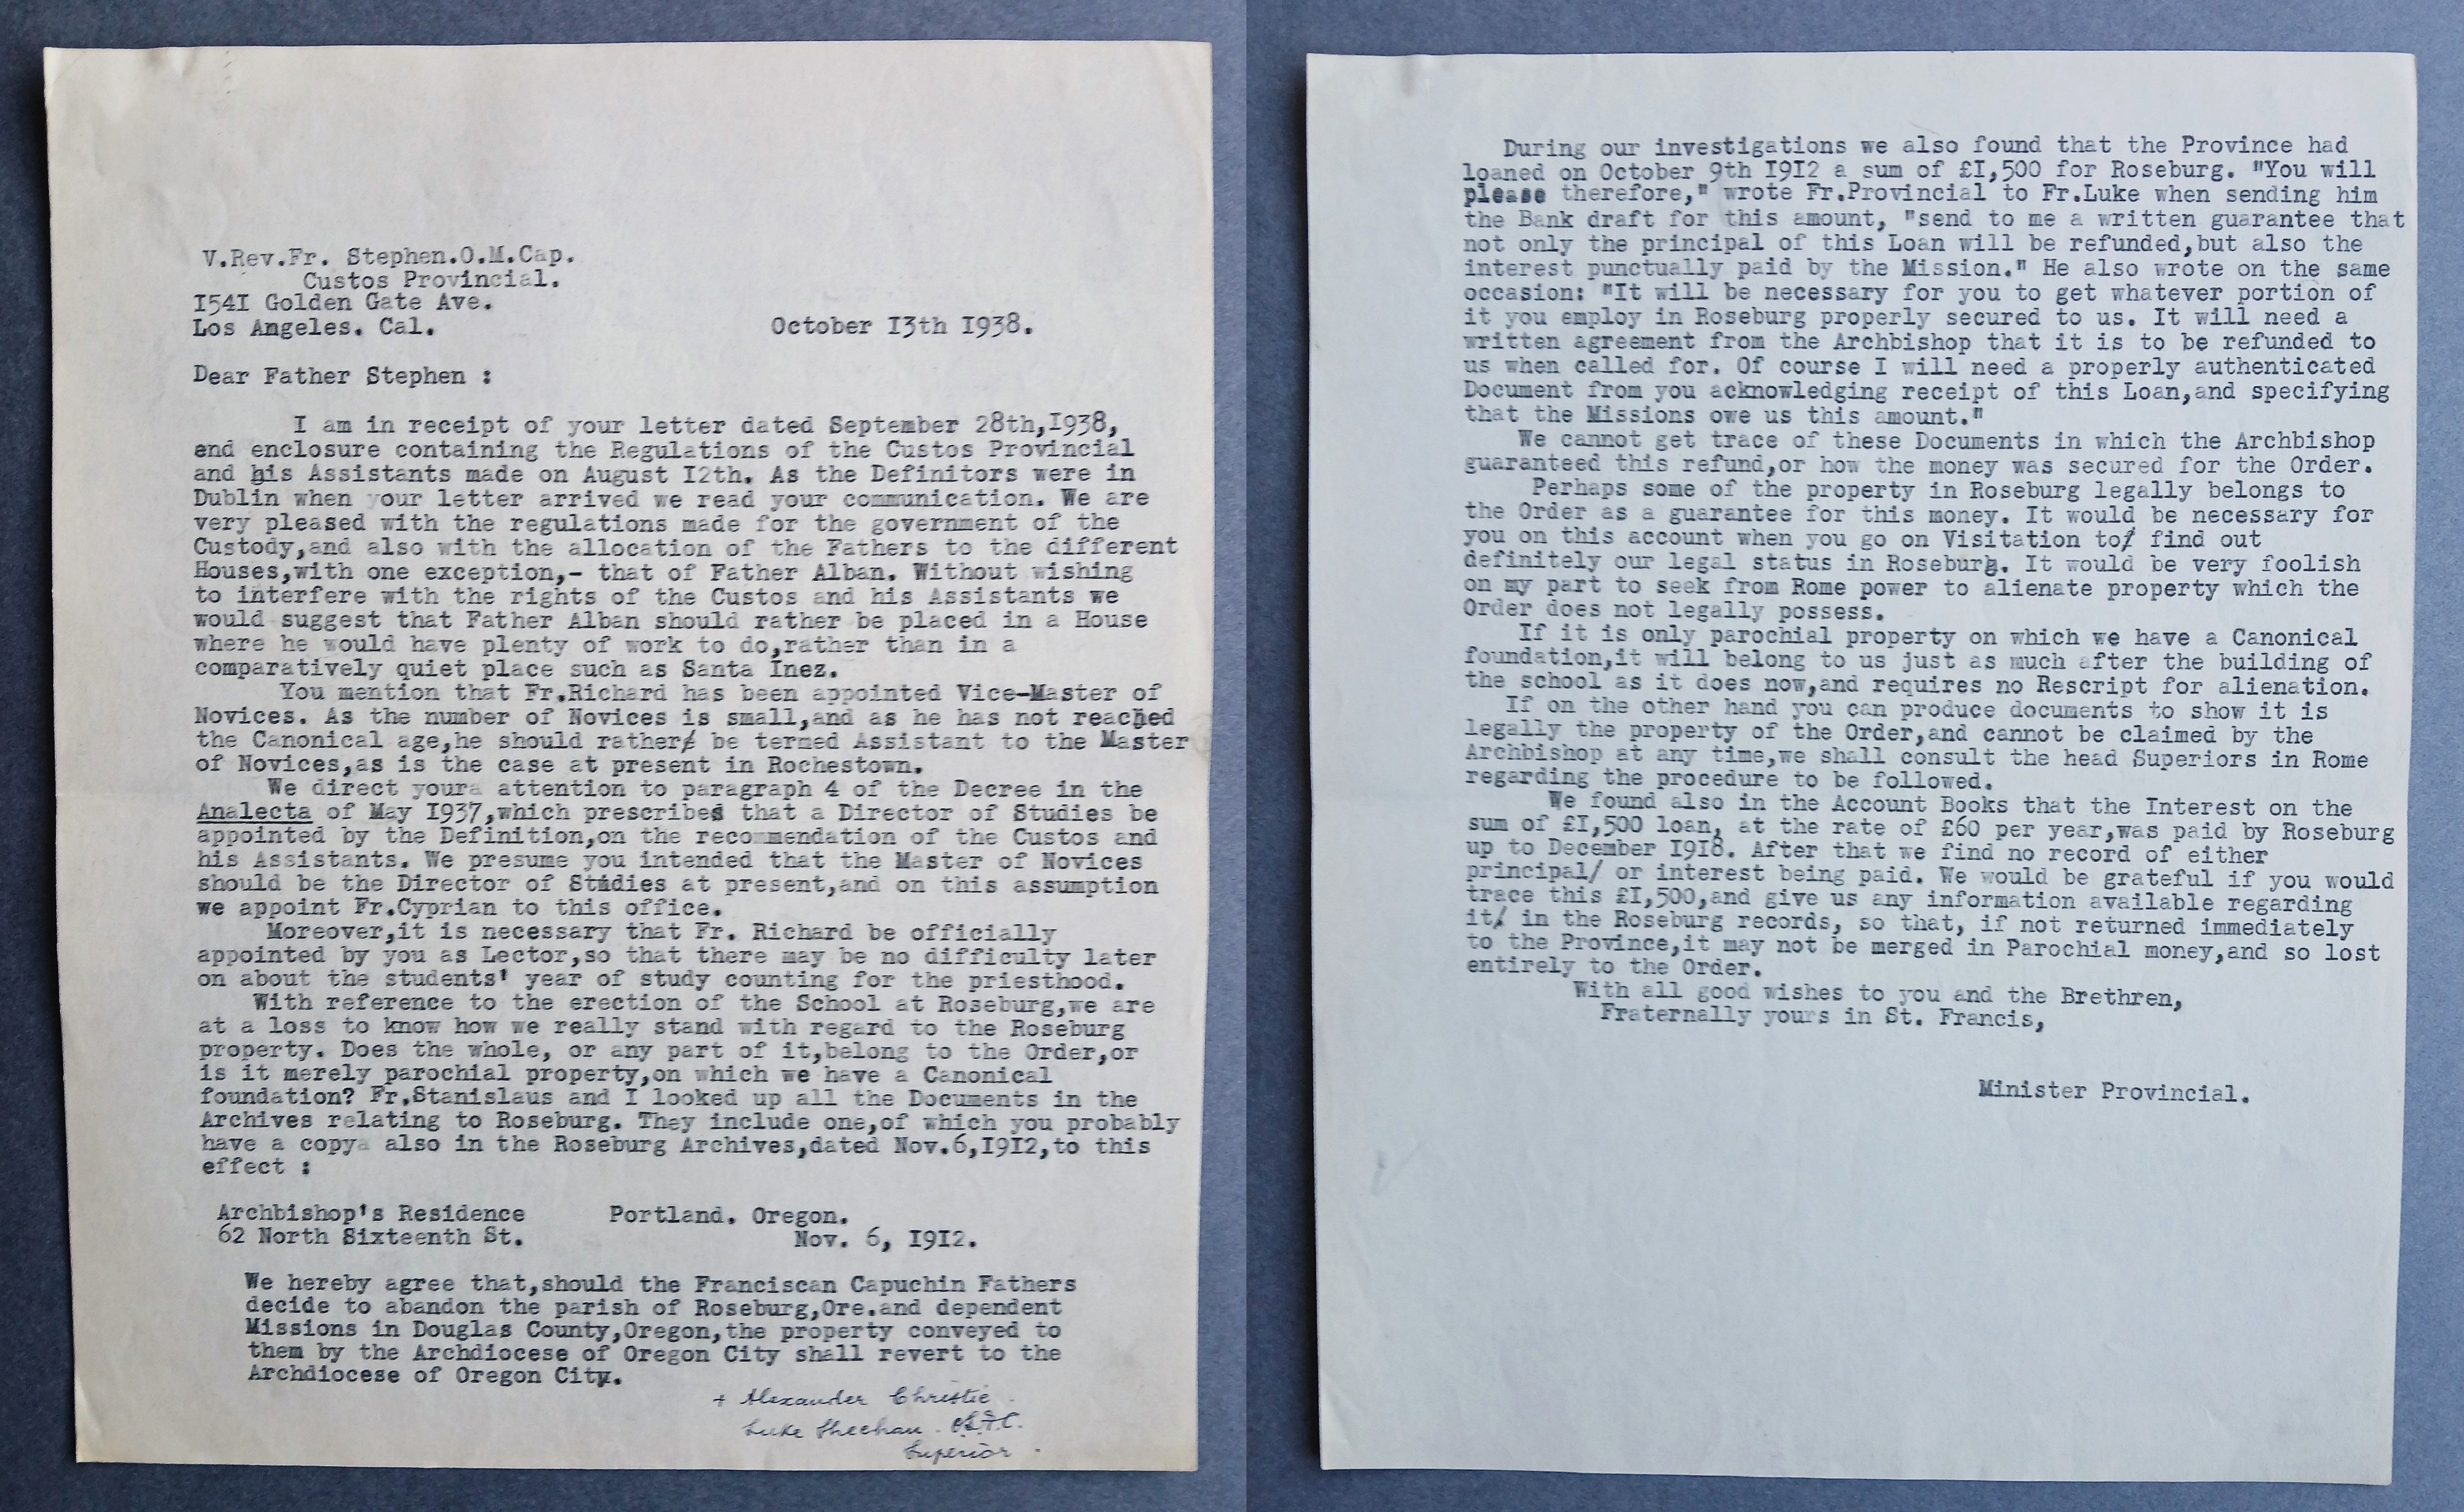 V.Rev.Fr. Stephen.O.M.Cap.
Custos Provincial.
I54I Golden Gate Ave.
Los Angeles. Cal. October I3th I938.
Dear Father Stephen :
I am in receipt of your letter dated September 28th,I938,
end enclosure containing the Regulations of the Custos Provincial
and his Assistants made on August I2th. As the Definitors were in
Dublin when your letter arrived we read your communication. We are
very pleased with the regulations made for the government of the
Custody,and also with the allocation of the Fathers to the different
Houses,with one exception,- that of Father Alban. Without wishing
to interfere with the rights of the Custos and his Assistants we
would suggest that Father Alban should rather be placed in a House
where he would have plenty of work to do,rather than in a
comparatively quiet place such as Santa Inez.
You mention that Fr.Richard has been appointed Vice-Master of
Novices. As the number of Novices is small,and as he has not reached
the Canonical age,he should rather/ be termed Assistant to the Master
of Novices,as is the case at present in Rochestown.
We direct your attention to paragraph 4 of the Decree in the
Analecta of May I937,which prescribes that a Director of Studies be
appointed by the Definition,on the recommendation of the Custos and
his Assistants. We presume you intended that the Master of Novices
should be the Director of Studies at present,and on this assumption
we appoint Fr.Cyprian to this office.
Moreover,it is necessary that Fr. Richard be officially
appointed by you as Lector,so that there may be no difficulty later
on about the students' year of study counting for the priesthood.
With reference to the erection of the School at Roseburg,we are
at a loss to know how we really stand with regard to the Roseburg
property. Does the whole, or any part of it,belong to the Order,or
is it merely parochial property,on which we have a Canonical
foundation? Fr.Stanislaus and I looked up all the Documents in the
Archives relating to Roseburg. They include one,of which you probably
have a copy also in the Roseburg Archives,dated Nov.6,I9I2,to this
effect :
Archbishop's Residence Portland. Oregon.
62 North Sixteenth St. Nov. 6, I9I2.
We hereby agree that,should the Franciscan Capuchin Fathers
decide to abandon the parish of Roseburg,Ore.and dependent
Missions in Douglas County,Oregon,the property conveyed to
them by the Archdiocese of Oregon City shall revert to the
Archdiocese of Oregon City.
+ Alexander Christie.
Luke Sheehan. O.S.F.C.
Superior.
During our investigations we also found that the Province had
loaned on October 9th I9I2 a sum of £I,500 for Roseburg. "You will
please therefore," wrote Fr.Provincial to Fr.Luke when sending him
the Bank draft for this amount, "send to me a written guarantee that
not only the principal of this Loan will be refunded,but also the
interest punctually paid by the Mission." He also wrote on the same
occasion: "It will be necessary for you to get whatever portion of
it you employ in Roseburg properly secured to us. It will need a
written agreement from the Archbishop that it is to be refunded to
us when called for. Of course I will need a properly authenticated
Document from you acknowledging receipt of this Loan,and specifying
that the Missions owe us this amount."
We cannot get trace of these Documents in which the Archbishop
guaranteed this refund,or how the money was secured for the Order.
Perhaps some of the property in Roseburg legally belongs to
the Order as a guarantee for this money. It would be necessary for
you on this account when you go on Visitation to/ find out
definitely our legal status in Roseburg. It would be very foolish
on my part to seek from Rome power to alienate property which the
Order does not legally possess.
If it is only parochial property on which we have a Canonical
foundation,it will belong to us just as much after the building of
the school as it does now,and requires no Rescript for alienation.
If on the other hand you can produce documents to show it is
legally the property of the Order,and cannot be claimed by the
Archbishop at any time,we shall consult the head Superiors in Rome
regarding the procedure to be followed.
We found also in the Account Books that the Interest on the
sum of £I,500 loan, at the rate of £60 per year,was paid by Roseburg
up to December I9I8. After that we find no record of either
principal/ or interest being paid. We would be grateful if you would
trace this £I,500,and give us any information available regarding
it/ in the Roseburg records, so that, if not returned immediately
to the Province,it may not be merged in Parochial money,and so lost
entirely to the Order.
With all good wishes to you and the Brethren,
Fraternally yours in St. Francis,
Minister Provincial.